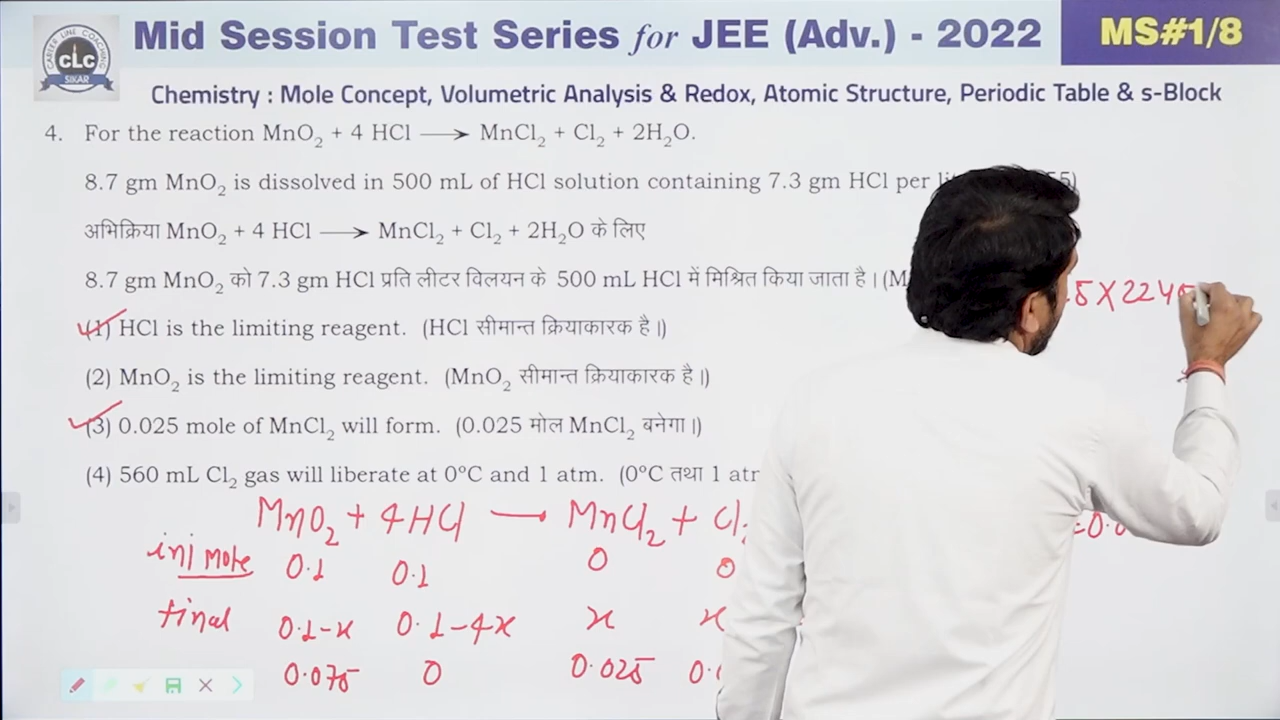 Mid Session Test Series for JEE (Adv.) - 2022
MS#1/8
CAREER LINE COACHING
CLC
SIKAR
Chemistry : Mole Concept, Volumetric Analysis & Redox, Atomic Structure, Periodic Table & s-Block
4. For the reaction MnO₂ + 4 HCl ⟶ MnCl₂ + Cl₂ + 2H₂O.
8.7 gm MnO₂ is dissolved in 500 mL of HCl solution containing 7.3 gm HCl per
अभिक्रिया MnO₂ + 4 HCl ⟶ MnCl₂ + Cl₂ + 2H₂O के लिए
8.7 gm MnO₂ को 7.3 gm HCl प्रति लीटर विलयन के 500 mL HCl में मिश्रित किया जाता है। (M
(1) HCl is the limiting reagent. (HCl सीमान्त क्रियाकारक है।)
(2) MnO₂ is the limiting reagent. (MnO₂ सीमान्त क्रियाकारक है।)
(3) 0.025 mole of MnCl₂ will form. (0.025 मोल MnCl₂ बनेगा।)
(4) 560 mL Cl₂ gas will liberate at 0°C and 1 atm. (0°C तथा 1
MnO₂ + 4HCl ⟶ MnCl₂ + Cl₂
ini mole 0.1 0.1 0 0
final 0.1-x 0.1-4x x x
0.075 0 0.025